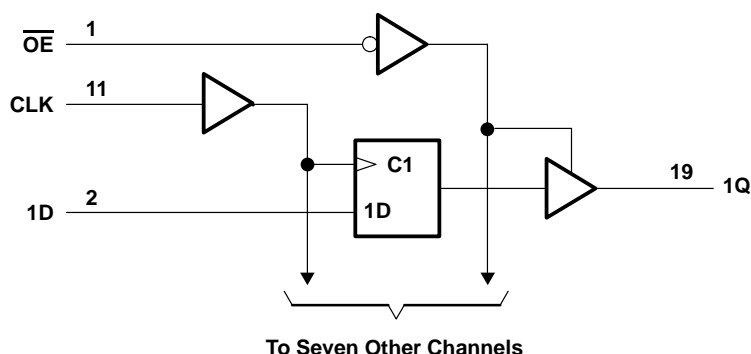 OE 1
CLK 11
C1
1D 2 1D
19 1Q
To Seven Other Channels